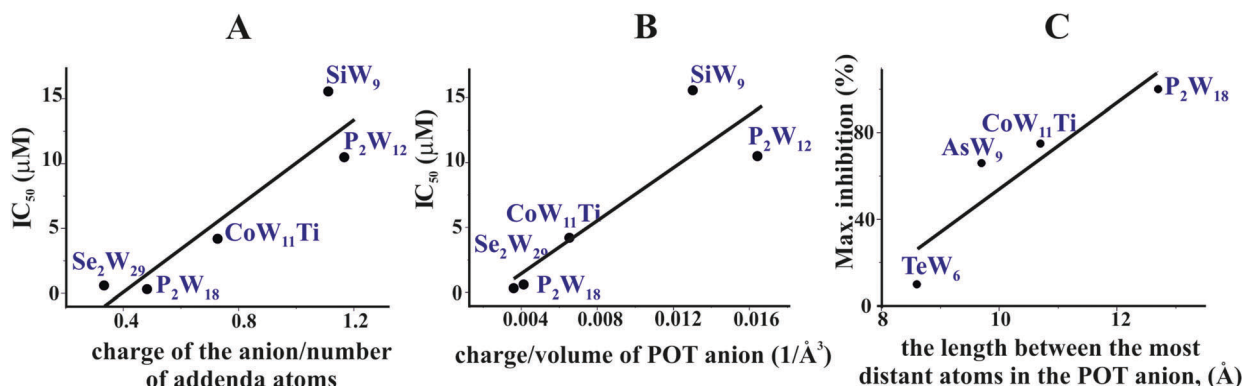 A
B
C
IC₅₀ (μM)
15
10
5
0
SiW₉
P₂W₁₂
CoW₁₁Ti
Se₂W₂₉
P₂W₁₈
0.4
0.8
1.2
charge of the anion/number
of addenda atoms
IC₅₀ (μM)
15
10
5
0
SiW₉
P₂W₁₂
CoW₁₁Ti
Se₂W₂₉
P₂W₁₈
0.004
0.008
0.012
0.016
charge/volume of POT anion (1/Å³)
Max. inhibition (%)
80
40
0
P₂W₁₈
CoW₁₁Ti
AsW₉
TeW₆
8
10
12
the length between the most
distant atoms in the POT anion, (Å)